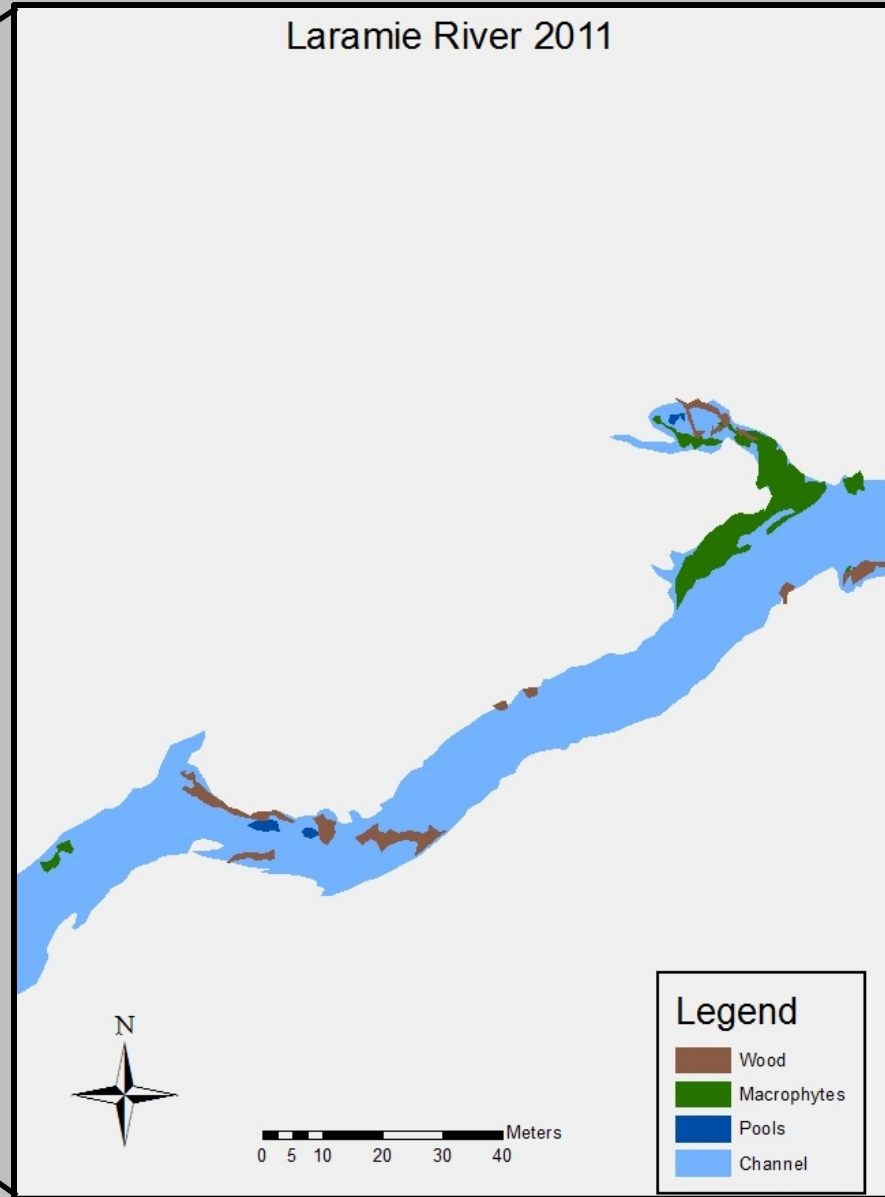 Laramie River 2011
N
Meters
0 5 10 20 30 40
Legend
Wood
Macrophytes
Pools
Channel